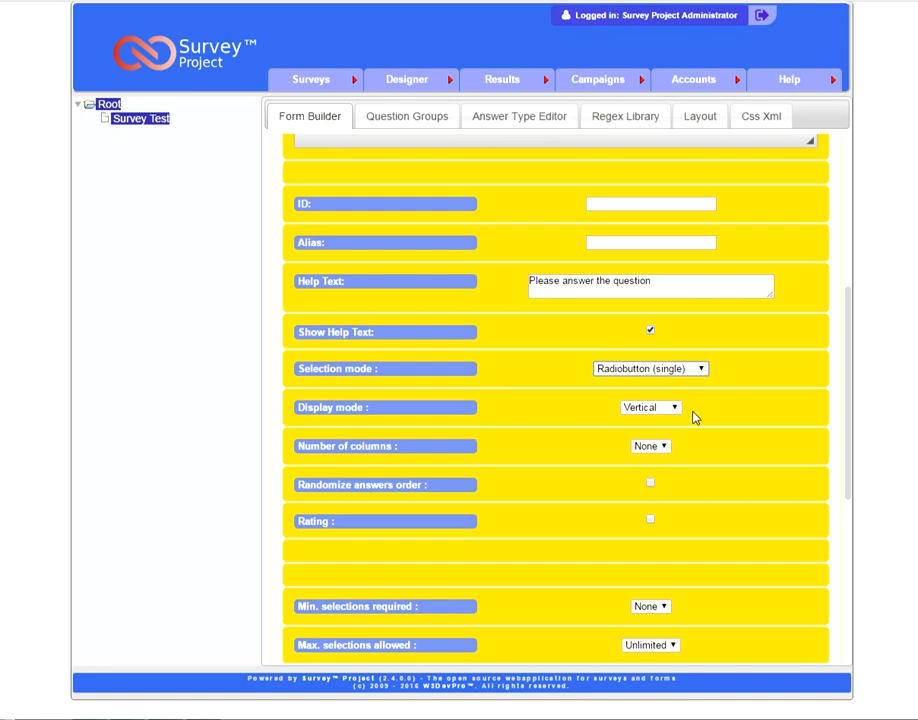 Logged in: Survey Project Administrator
Survey™
Project
Surveys Designer Results Campaigns Accounts Help
Root
Survey Test
Form Builder Question Groups Answer Type Editor Regex Library Layout Css Xml
ID:
Alias:
Help Text: Please answer the question
Show Help Text:
Selection mode : Radiobutton (single)
Display mode : Vertical
Number of columns : None
Randomize answers order :
Rating :
Min. selections required : None
Max. selections allowed : Unlimited
Powered by Survey™ Project (2.4.0.0) - The open source webapplication for surveys and forms
(c) 2009 - 2016 W3DevPro™. All rights reserved.